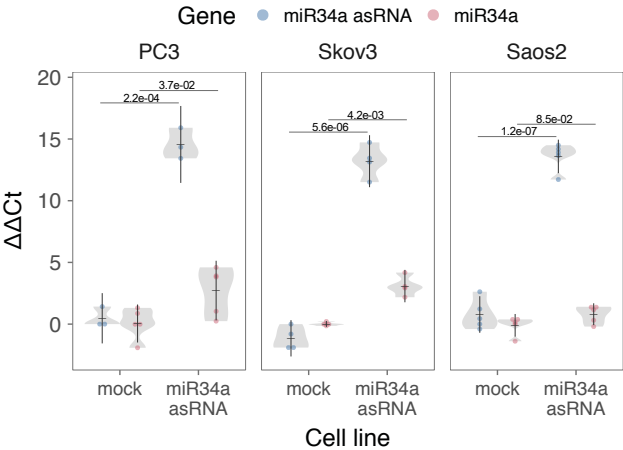 Gene miR34a asRNA miR34a
PC3 Skov3 Saos2
20
15
10
5
0
ΔΔCt
3.7e-02
2.2e-04
4.2e-03
5.6e-06
8.5e-02
1.2e-07
mock miR34a mock miR34a mock miR34a
asRNA asRNA asRNA
Cell line